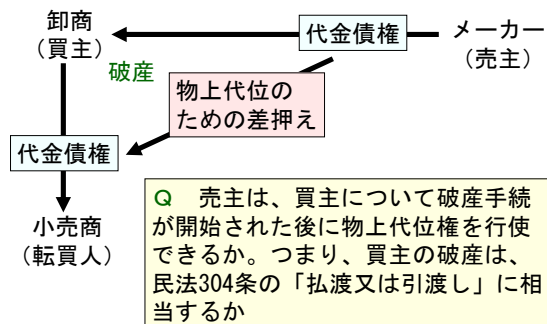 卸商
（買主）
代金債権
メーカー
（売主）
破産
物上代位の
ための差押え
代金債権
小売商
（転買人）
Ｑ　売主は、買主について破産手続
が開始された後に物上代位権を行使
できるか。つまり、買主の破産は、
民法304条の「払渡又は引渡し」に相
当するか